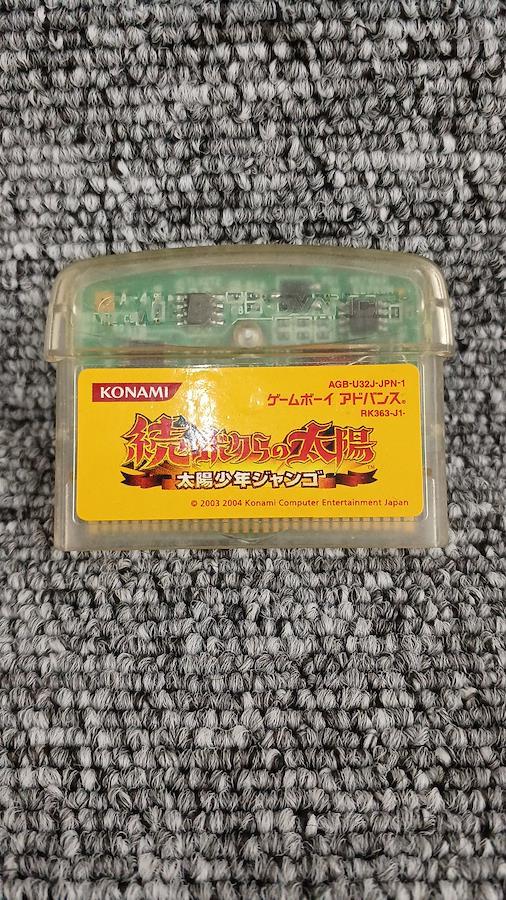 KONAMI
AGB-U32J-JPN-1
ゲームボーイ アドバンス®
RK363-J1-
続・ボクらの太陽
TM
太陽少年ジャンゴ
© 2003 2004 Konami Computer Entertainment Japan